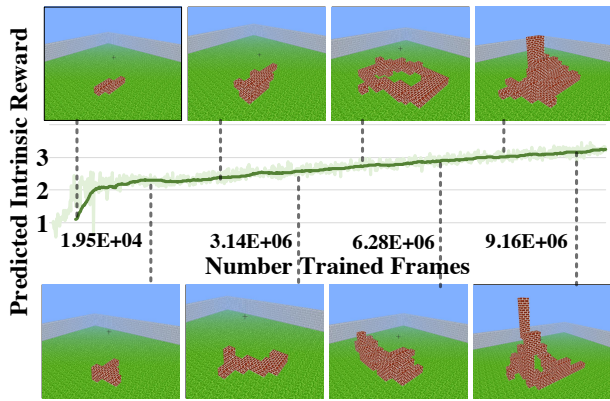 Predicted Intrinsic Reward
3
2
1
1.95E+04 3.14E+06 6.28E+06 9.16E+06
Number Trained Frames